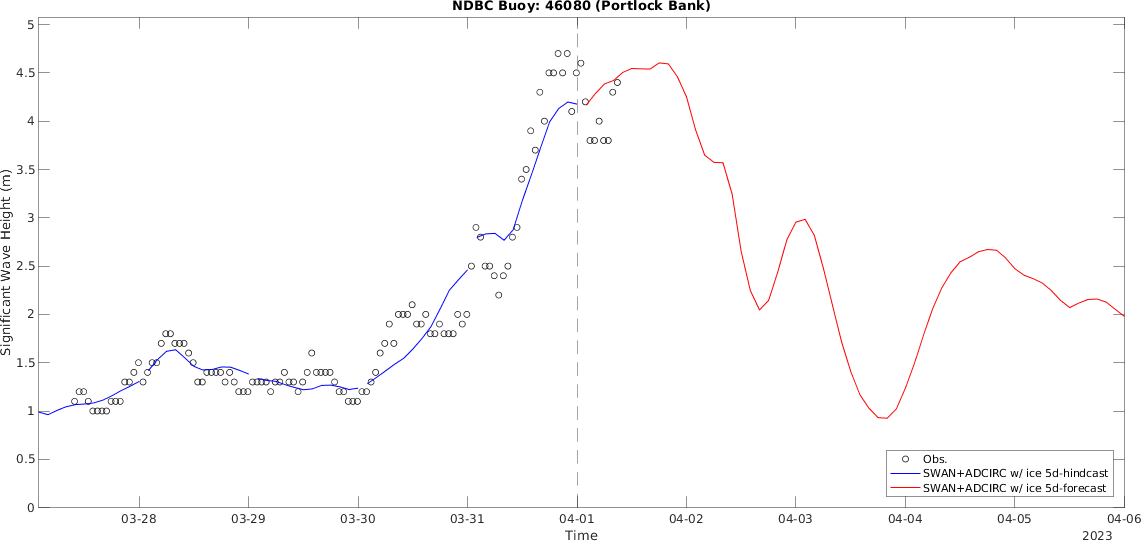 NDBC Buoy: 46080 (Portlock Bank)
5
4.5
4
3.5
3
2.5
2
1.5
1
0.5
0
Significant Wave Height (m)
Obs.
SWAN+ADCIRC w/ ice 5d-hindcast
SWAN+ADCIRC w/ ice 5d-forecast
03-28 03-29 03-30 03-31 04-01 04-02 04-03 04-04 04-05 04-06
Time
2023